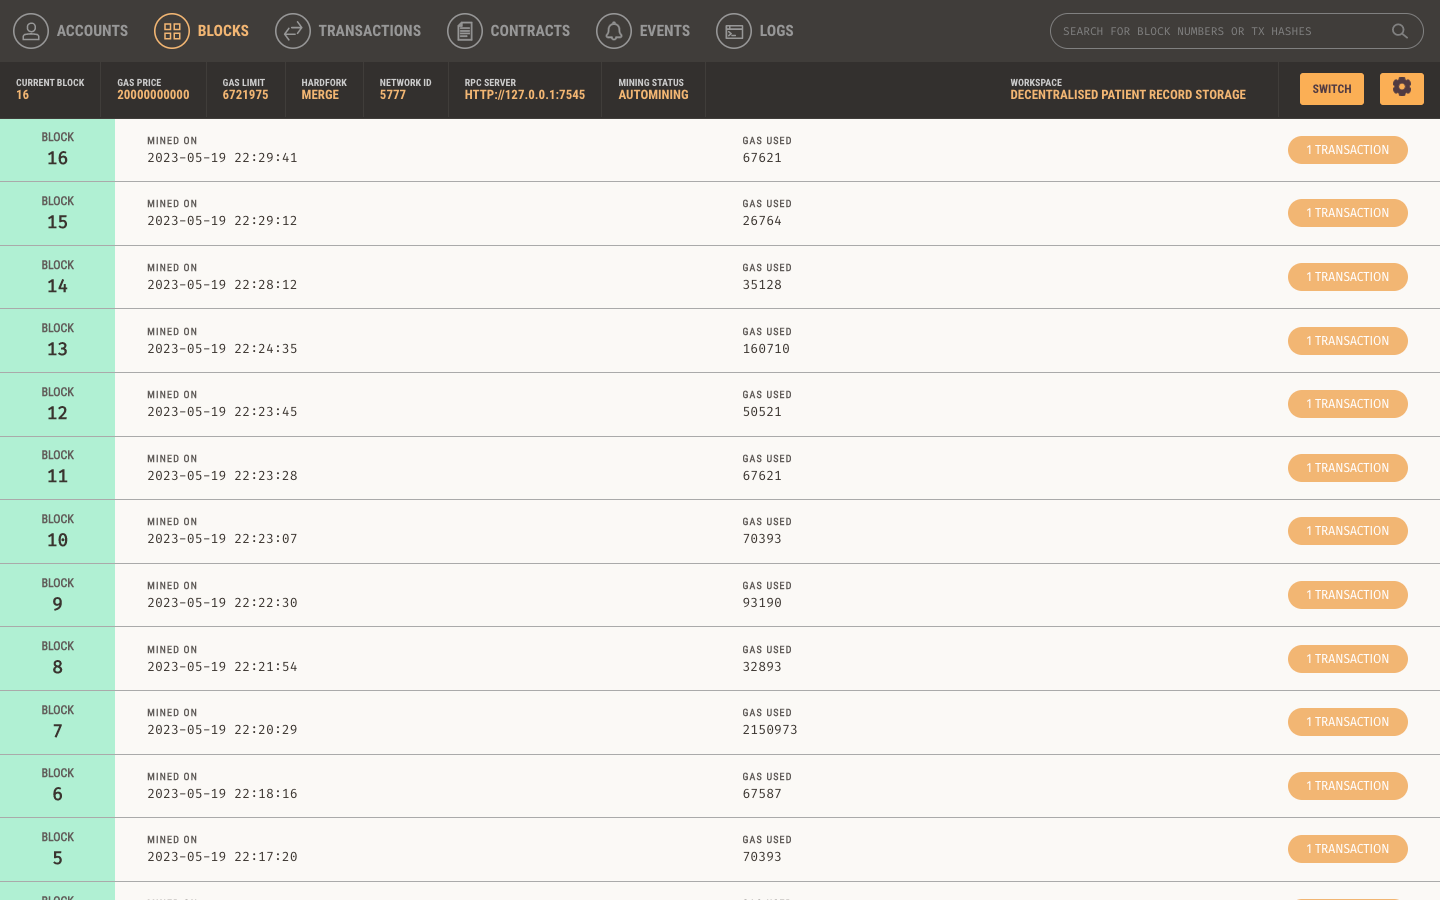 ACCOUNTS BLOCKS TRANSACTIONS CONTRACTS EVENTS LOGS SEARCH FOR BLOCK NUMBERS OR TX HASHES
CURRENT BLOCK GAS PRICE GAS LIMIT HARDFORK NETWORK ID RPC SERVER MINING STATUS WORKSPACE
16 20000000000 6721975 MERGE 5777 HTTP://127.0.0.1:7545 AUTOMINING DECENTRALISED PATIENT RECORD STORAGE SWITCH
BLOCK MINED ON GAS USED
16 2023-05-19 22:29:41 67621 1 TRANSACTION
BLOCK MINED ON GAS USED
15 2023-05-19 22:29:12 26764 1 TRANSACTION
BLOCK MINED ON GAS USED
14 2023-05-19 22:28:12 35128 1 TRANSACTION
BLOCK MINED ON GAS USED
13 2023-05-19 22:24:35 160710 1 TRANSACTION
BLOCK MINED ON GAS USED
12 2023-05-19 22:23:45 50521 1 TRANSACTION
BLOCK MINED ON GAS USED
11 2023-05-19 22:23:28 67621 1 TRANSACTION
BLOCK MINED ON GAS USED
10 2023-05-19 22:23:07 70393 1 TRANSACTION
BLOCK MINED ON GAS USED
9 2023-05-19 22:22:30 93190 1 TRANSACTION
BLOCK MINED ON GAS USED
8 2023-05-19 22:21:54 32893 1 TRANSACTION
BLOCK MINED ON GAS USED
7 2023-05-19 22:20:29 2150973 1 TRANSACTION
BLOCK MINED ON GAS USED
6 2023-05-19 22:18:16 67587 1 TRANSACTION
BLOCK MINED ON GAS USED
5 2023-05-19 22:17:20 70393 1 TRANSACTION
BLOCK